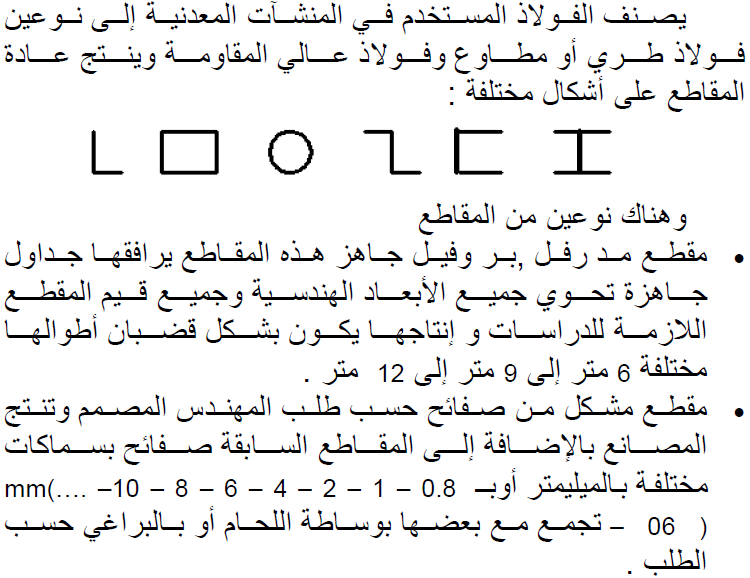 يصنف الفولاذ المستخدم في المنشآت المعدنية إلى نوعين
فولاذ طري أو مطاوع وفولاذ عالي المقاومة وينتج عادة
المقاطع على أشكال مختلفة :
وهناك نوعين من المقاطع
• مقطع مد رفل ,بر وفيل جاهز هذه المقاطع يرافقها جداول
جاهزة تحوي جميع الأبعاد الهندسية وجميع قيم المقطع
اللازمة للدراسات و إنتاجها يكون بشكل قضبان أطوالها
مختلفة 6 متر إلى 9 متر إلى 12 متر .
• مقطع مشكل من صفائح حسب طلب المهندس المصمم وتنتج
المصانع بالإضافة إلى المقاطع السابقة صفائح بسماكات
مختلفة بالميليمتر أوبـ 0.8 – 1 – 2 – 4 – 6 – 8 – 10– ….)mm
( 06 – تجمع مع بعضها بوساطة اللحام أو بالبراغي حسب
الطلب .